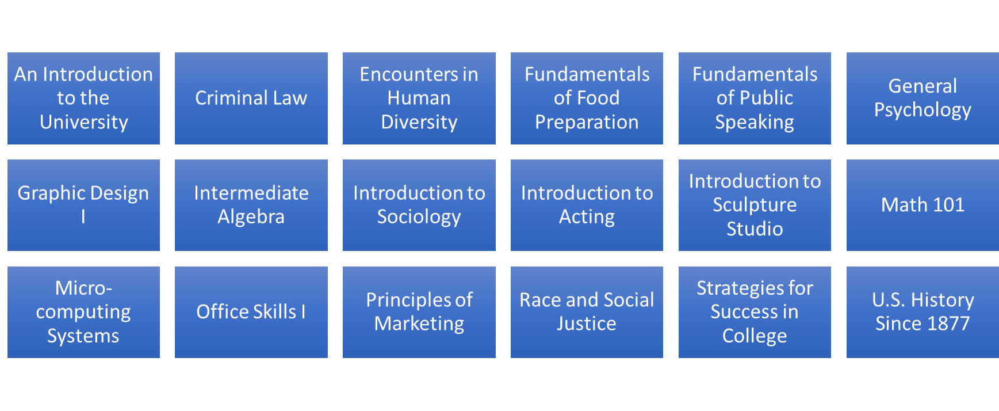 An Introduction
to the
University
Criminal Law
Encounters in
Human
Diversity
Fundamentals
of Food
Preparation
Fundamentals
of Public
Speaking
General
Psychology
Graphic Design
I
Intermediate
Algebra
Introduction to
Sociology
Introduction to
Acting
Introduction to
Sculpture
Studio
Math 101
Micro-
computing
Systems
Office Skills I
Principles of
Marketing
Race and Social
Justice
Strategies for
Success in
College
U.S. History
Since 1877